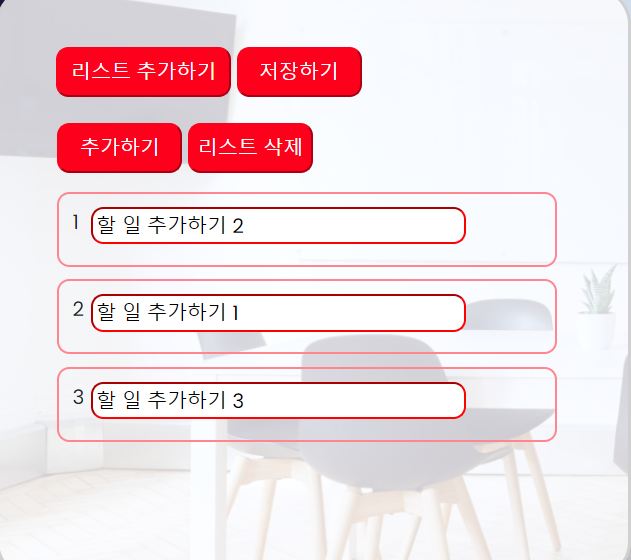 리스트 추가하기 저장하기
추가하기 리스트 삭제
1 할 일 추가하기 2
2 할 일 추가하기 1
3 할 일 추가하기 3